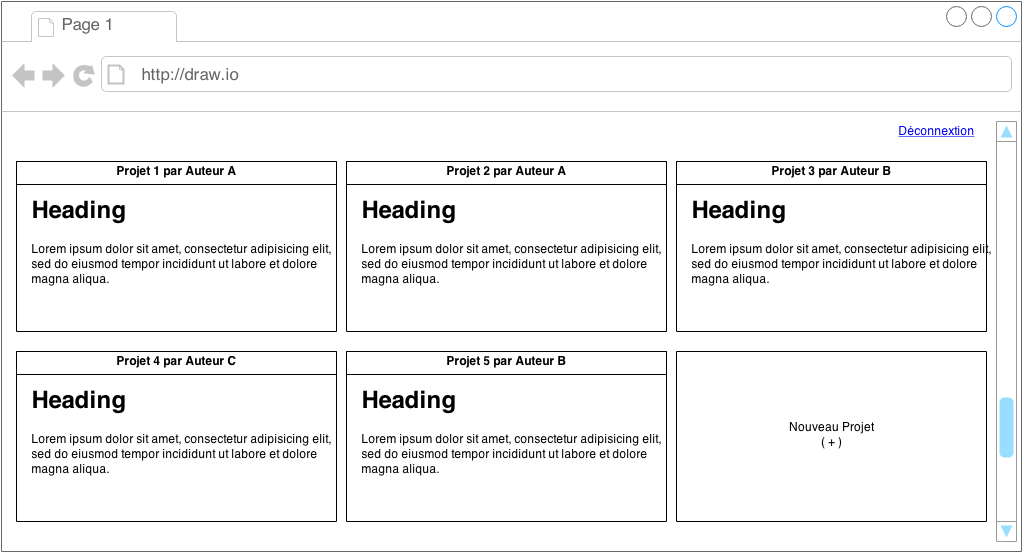 Page 1
http://draw.io
Déconnextion
Projet 1 par Auteur A
Heading
Lorem ipsum dolor sit amet, consectetur adipisicing elit,
sed do eiusmod tempor incididunt ut labore et dolore
magna aliqua.
Projet 2 par Auteur A
Heading
Lorem ipsum dolor sit amet, consectetur adipisicing elit,
sed do eiusmod tempor incididunt ut labore et dolore
magna aliqua.
Projet 3 par Auteur B
Heading
Lorem ipsum dolor sit amet, consectetur adipisicing elit,
sed do eiusmod tempor incididunt ut labore et dolore
magna aliqua.
Projet 4 par Auteur C
Heading
Lorem ipsum dolor sit amet, consectetur adipisicing elit,
sed do eiusmod tempor incididunt ut labore et dolore
magna aliqua.
Projet 5 par Auteur B
Heading
Lorem ipsum dolor sit amet, consectetur adipisicing elit,
sed do eiusmod tempor incididunt ut labore et dolore
magna aliqua.
Nouveau Projet
( + )